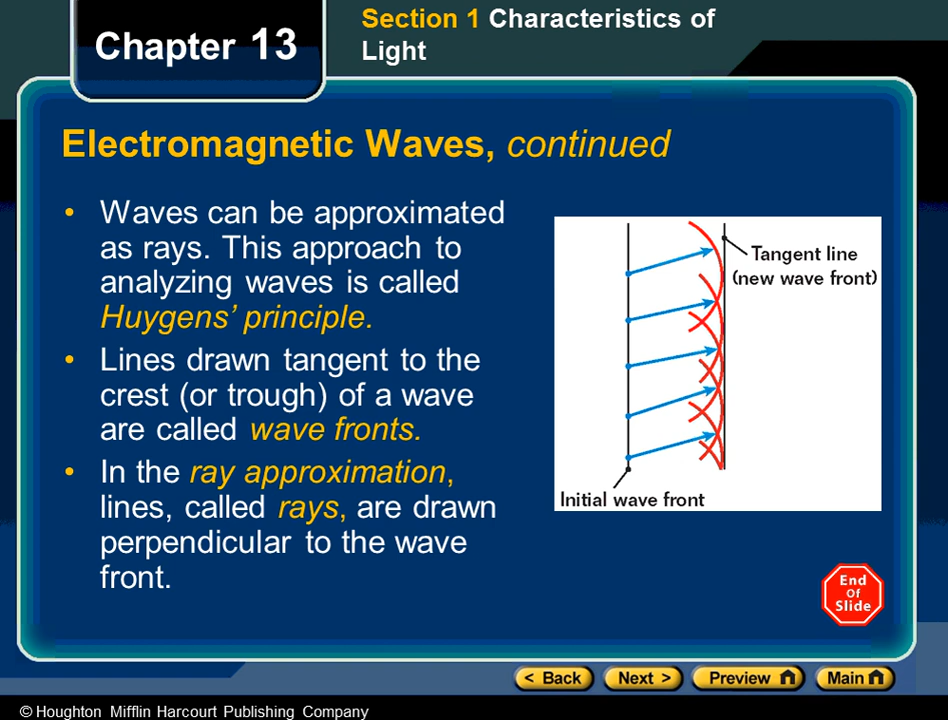 Chapter 13
Section 1 Characteristics of
Light
Electromagnetic Waves, continued
• Waves can be approximated
as rays. This approach to
analyzing waves is called
Huygens’ principle.
• Lines drawn tangent to the
crest (or trough) of a wave
are called wave fronts.
• In the ray approximation,
lines, called rays, are drawn
perpendicular to the wave
front.
Tangent line
(new wave front)
Initial wave front
End
Of
Slide
< Back
Next >
Preview
Main
© Houghton Mifflin Harcourt Publishing Company